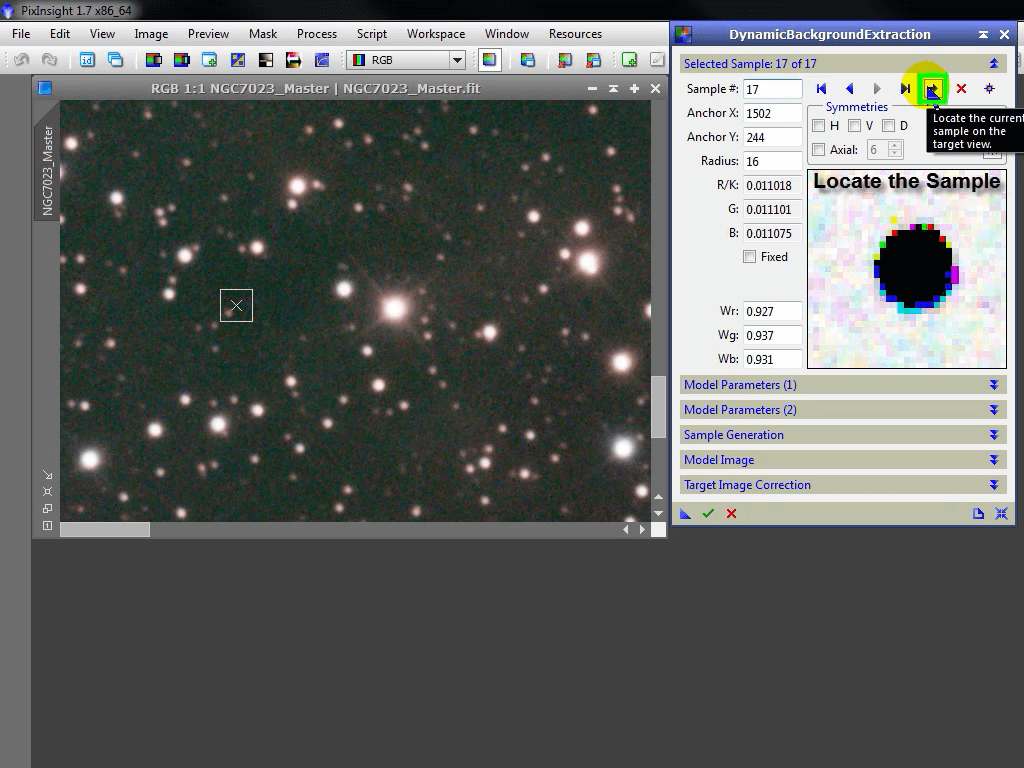 PixInsight 1.7 x86_64
File Edit View Image Preview Mask Process Script Workspace Window Resources
id
RGB
RGB 1:1 NGC7023_Master | NGC7023_Master.fit
NGC7023_Master
DynamicBackgroundExtraction
Selected Sample: 17 of 17
Sample #: 17
Anchor X: 1502
Symmetries
Anchor Y: 244
H V D
Radius: 16
Axial: 6
Locate the current
sample on the
target view.
R/K: 0.011018
Locate the Sample
G: 0.011101
B: 0.011075
Fixed
Wr: 0.927
Wg: 0.937
Wb: 0.931
Model Parameters (1)
Model Parameters (2)
Sample Generation
Model Image
Target Image Correction